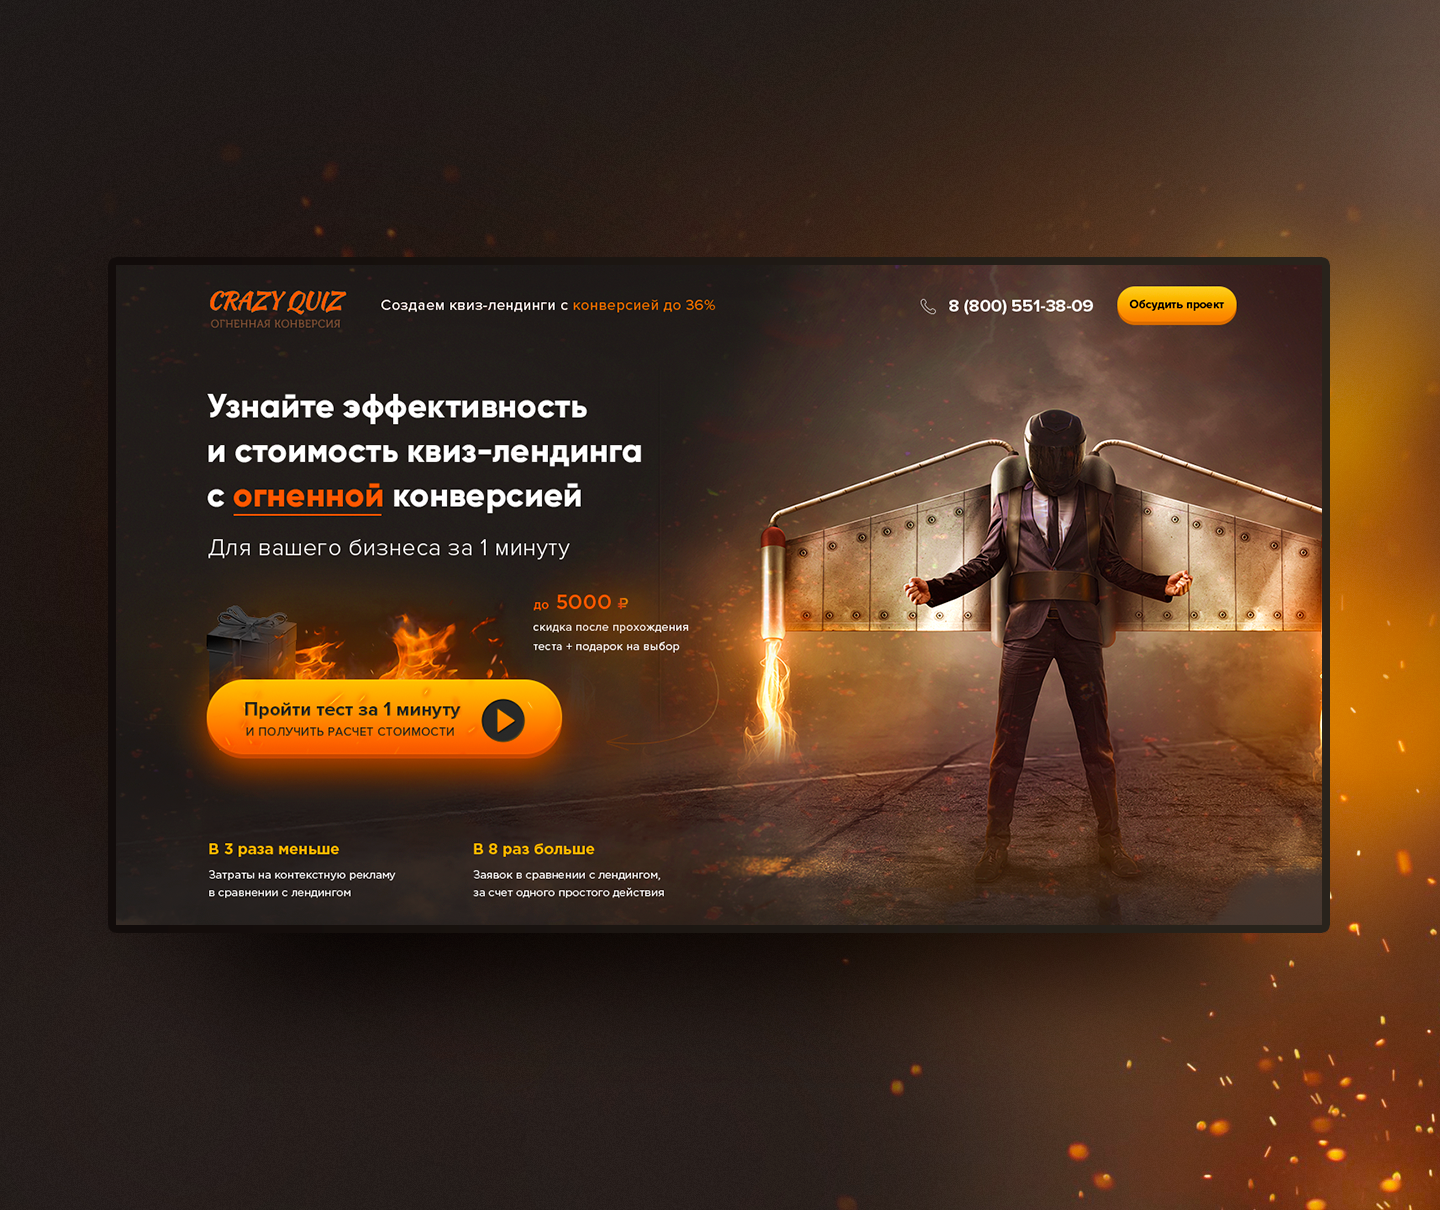 CRAZY QUIZ
ОГНЕННАЯ КОНВЕРСИЯ
Создаем квиз-лендинги с конверсией до 36%
8 (800) 551-38-09
Обсудить проект
Узнайте эффективность
и стоимость квиз-лендинга
с огненной конверсией
Для вашего бизнеса за 1 минуту
до 5000 ₽
скидка после прохождения
теста + подарок на выбор
Пройти тест за 1 минуту
И ПОЛУЧИТЬ РАСЧЕТ СТОИМОСТИ
В 3 раза меньше
Затраты на контекстную рекламу
в сравнении с лендингом
В 8 раз больше
Заявок в сравнении с лендингом,
за счет одного простого действия